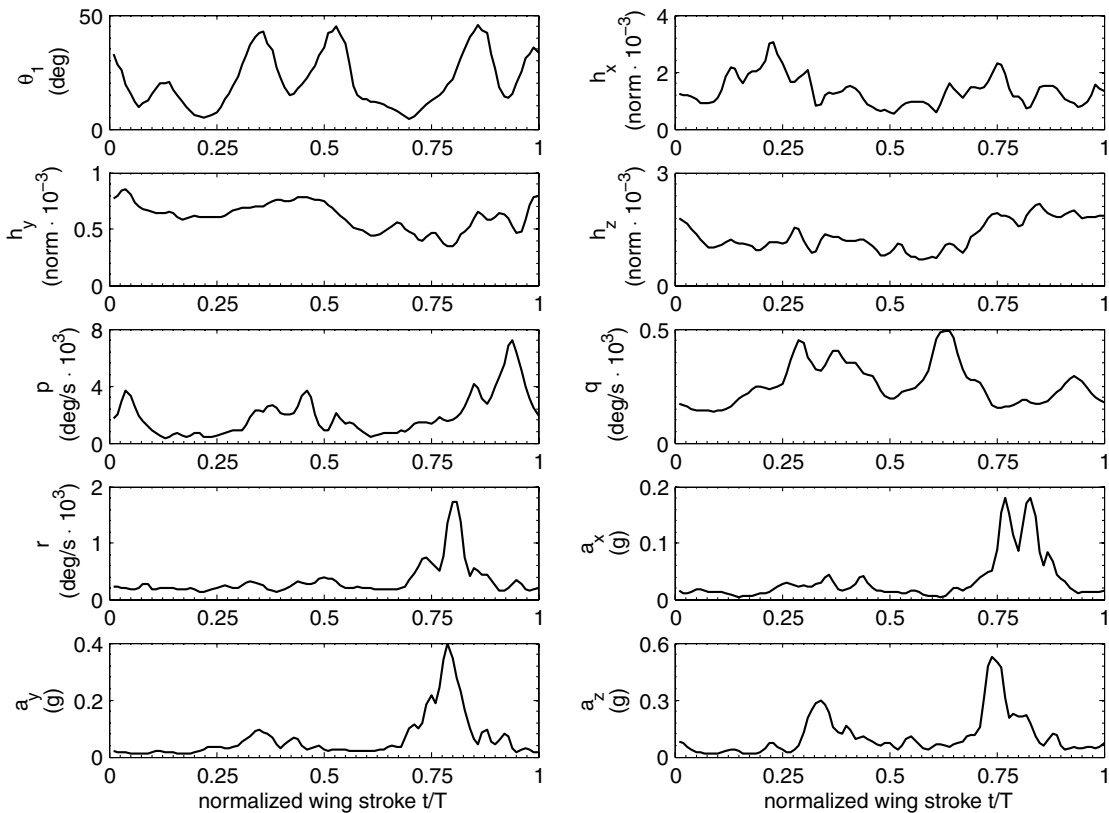 50
θ₁
(deg)
0
0 0.25 0.5 0.75 1
4
hₓ
(norm · 10⁻³)
2
0
0 0.25 0.5 0.75 1
1
h_y
(norm · 10⁻³)
0.5
0
0 0.25 0.5 0.75 1
3
h_z
(norm · 10⁻³)
1.5
0
0 0.25 0.5 0.75 1
8
p
(deg/s · 10³)
4
0
0 0.25 0.5 0.75 1
0.5
q
(deg/s · 10³)
0
0 0.25 0.5 0.75 1
2
r
(deg/s · 10³)
1
0
0 0.25 0.5 0.75 1
0.2
aₓ
(g)
0.1
0
0 0.25 0.5 0.75 1
0.4
a_y
(g)
0.2
0
0 0.25 0.5 0.75 1
normalized wing stroke t/T
0.6
a_z
(g)
0.3
0
0 0.25 0.5 0.75 1
normalized wing stroke t/T